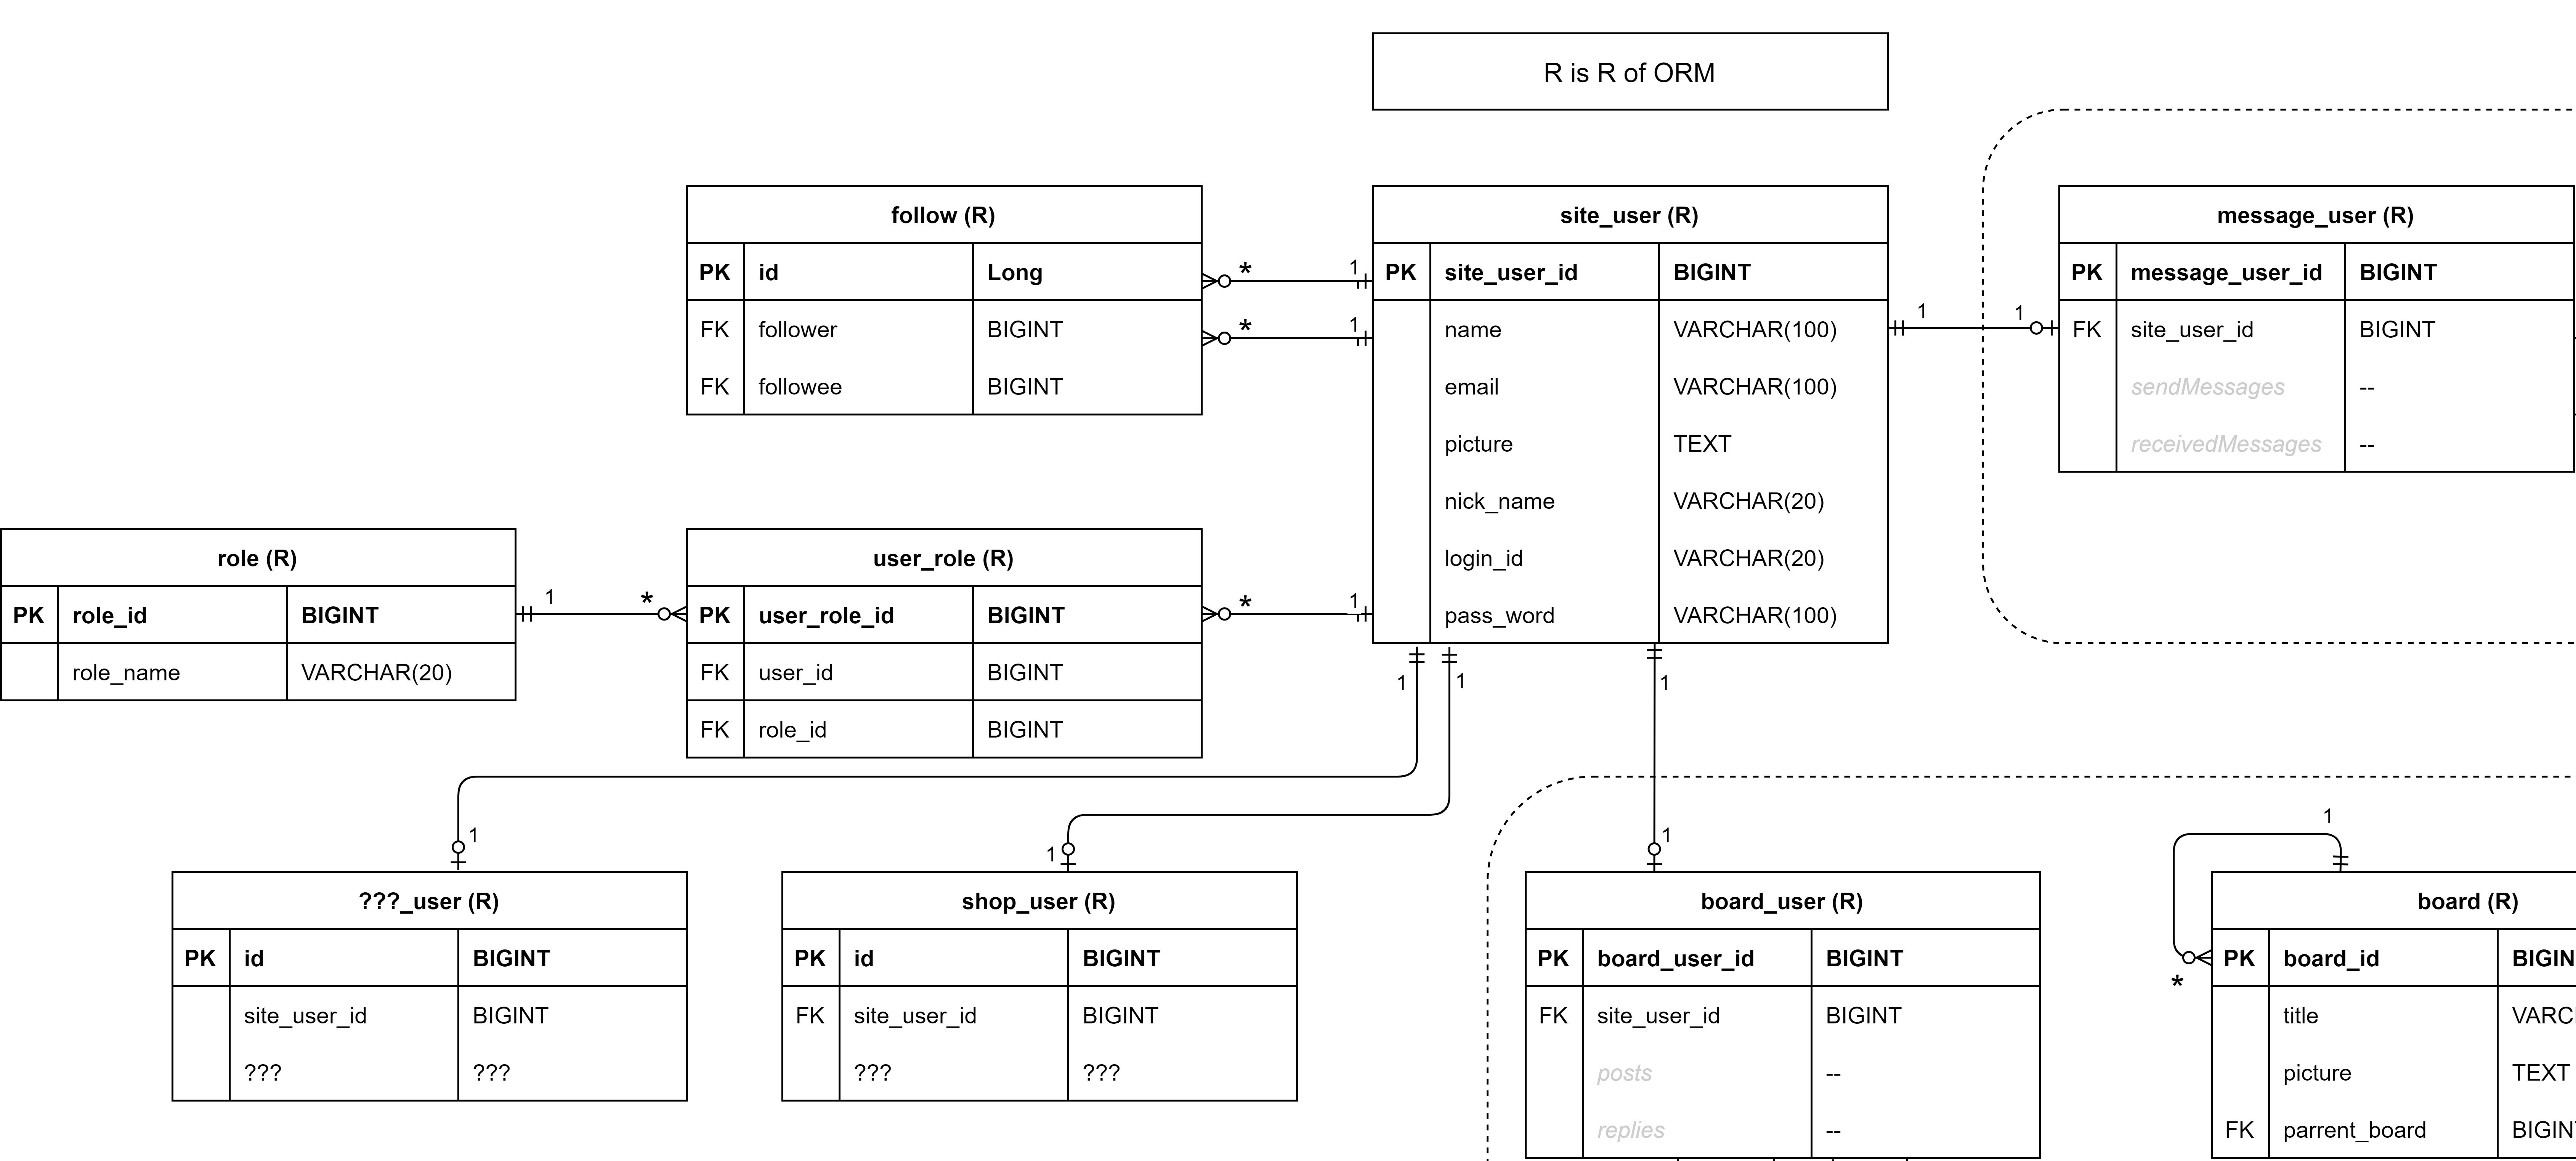 R is R of ORM
follow (R)
PK id Long
FK follower BIGINT
FK followee BIGINT
* 1
* 1
site_user (R)
PK site_user_id BIGINT
name VARCHAR(100)
email VARCHAR(100)
picture TEXT
nick_name VARCHAR(20)
login_id VARCHAR(20)
pass_word VARCHAR(100)
1 1
message_user (R)
PK message_user_id BIGINT
FK site_user_id BIGINT
sendMessages --
receivedMessages --
role (R)
PK role_id BIGINT
role_name VARCHAR(20)
1 *
user_role (R)
PK user_role_id BIGINT
FK user_id BIGINT
FK role_id BIGINT
* 1
1 1 1
1 1 1
???_user (R)
PK id BIGINT
site_user_id BIGINT
??? ???
shop_user (R)
PK id BIGINT
FK site_user_id BIGINT
??? ???
board_user (R)
PK board_user_id BIGINT
FK site_user_id BIGINT
posts --
replies --
1
*
board (R)
PK board_id
title
picture TEXT
FK parrent_board